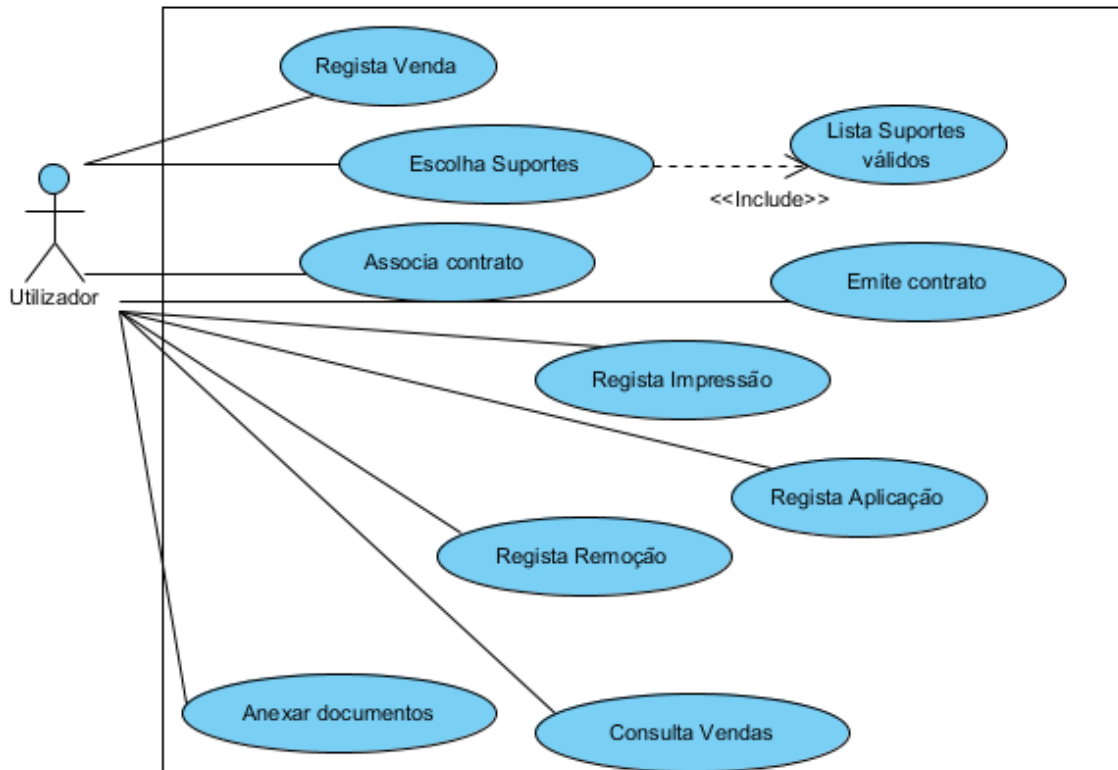 Regista Venda
Lista Suportes
válidos
Escolha Suportes
<<Include>>
Associa contrato
Emite contrato
Utilizador
Regista Impressão
Regista Aplicação
Regista Remoção
Anexar documentos
Consulta Vendas